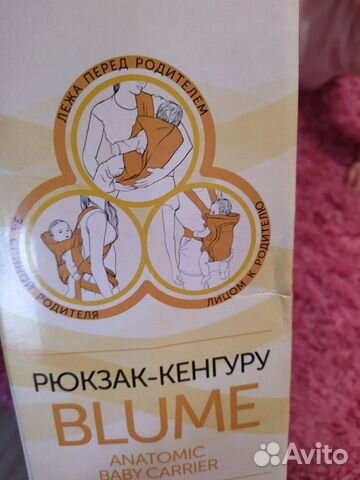 ЛЕЖА ПЕРЕД РОДИТЕЛЕМ
ЗА СПИНОЙ РОДИТЕЛЯ
ЛИЦОМ К РОДИТЕЛЮ
РЮКЗАК-КЕНГУРУ
BLUME
ANATOMIC
BABY CARRIER
Avito